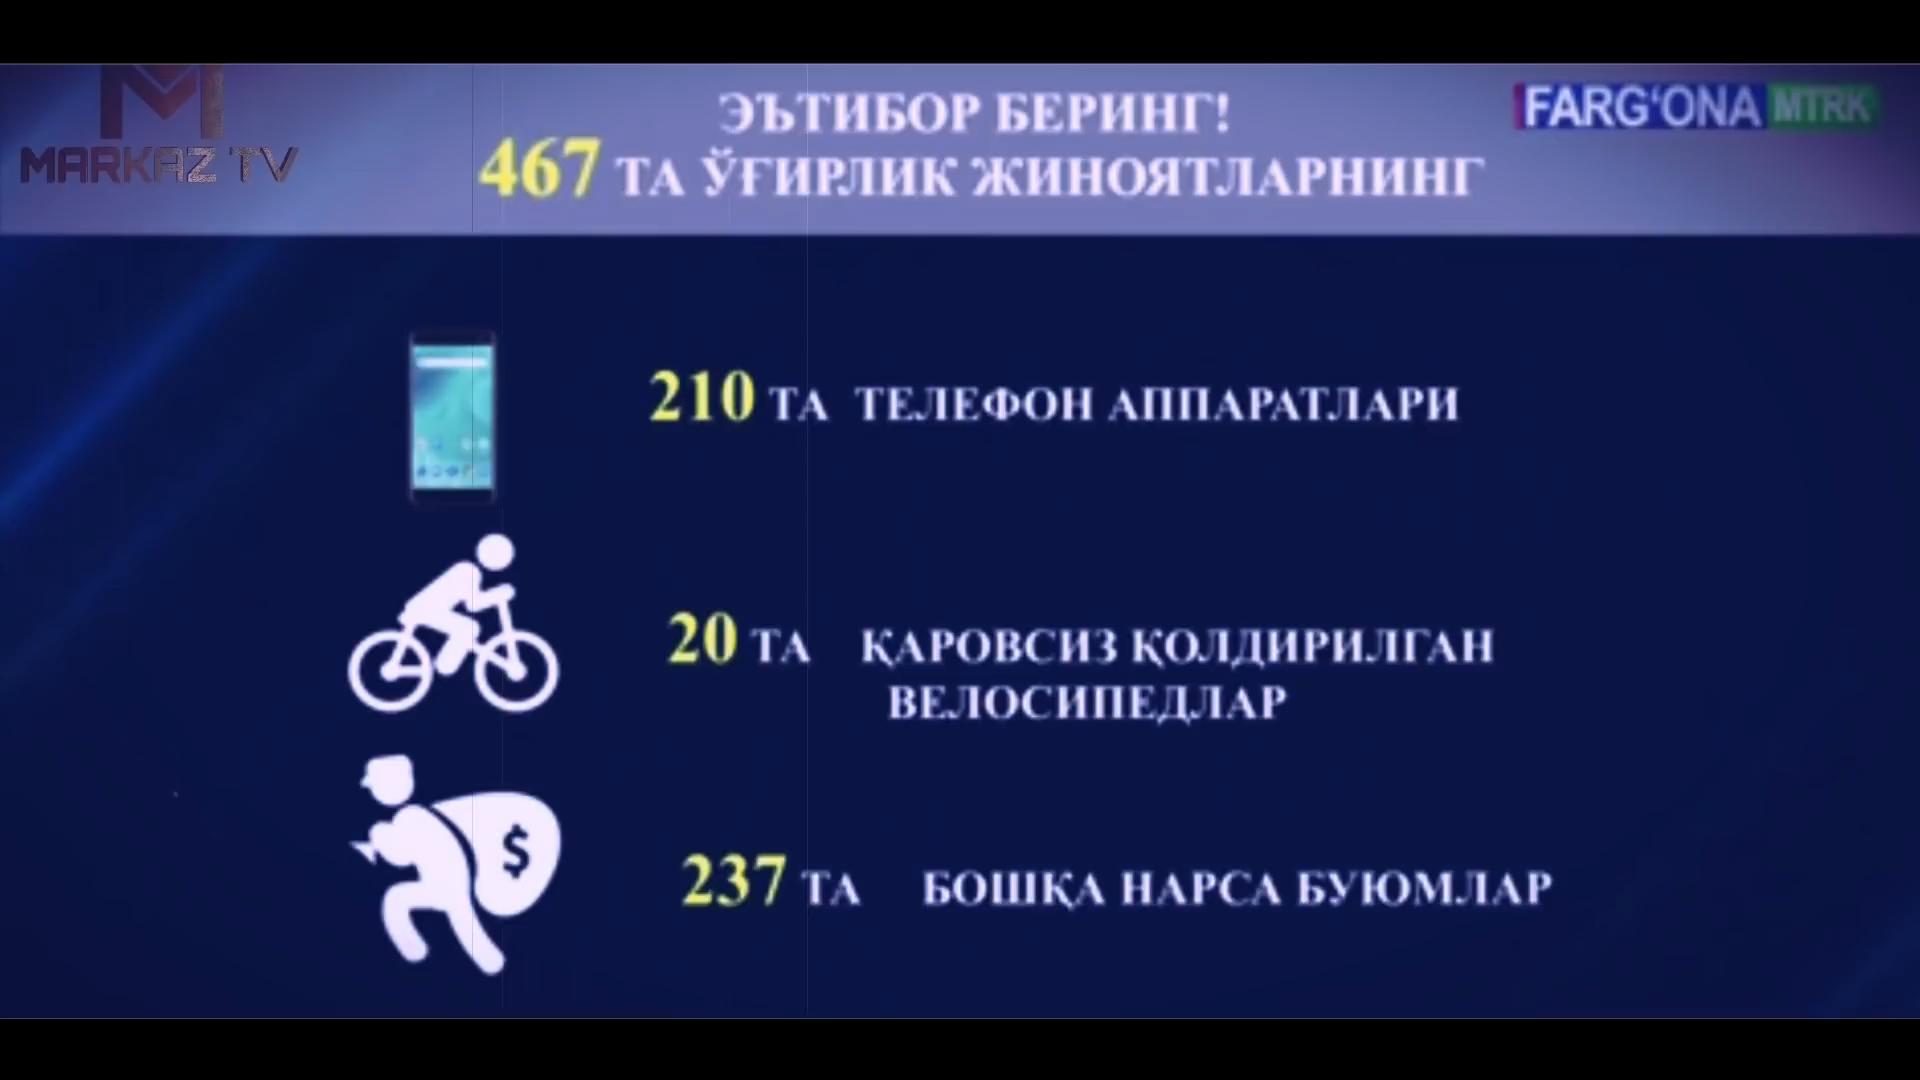 MARKAZ TV
FARG‘ONA MTRK
ЭЪТИБОР БЕРИНГ!
467 ТА ЎҒИРЛИК ЖИНОЯТЛАРНИНГ
210 ТА ТЕЛЕФОН АППАРАТЛАРИ
20 ТА ҚАРОВСИЗ ҚОЛДИРИЛГАН
ВЕЛОСИПЕДЛАР
$
237 ТА БОШҚА НАРСА БУЮМЛАР